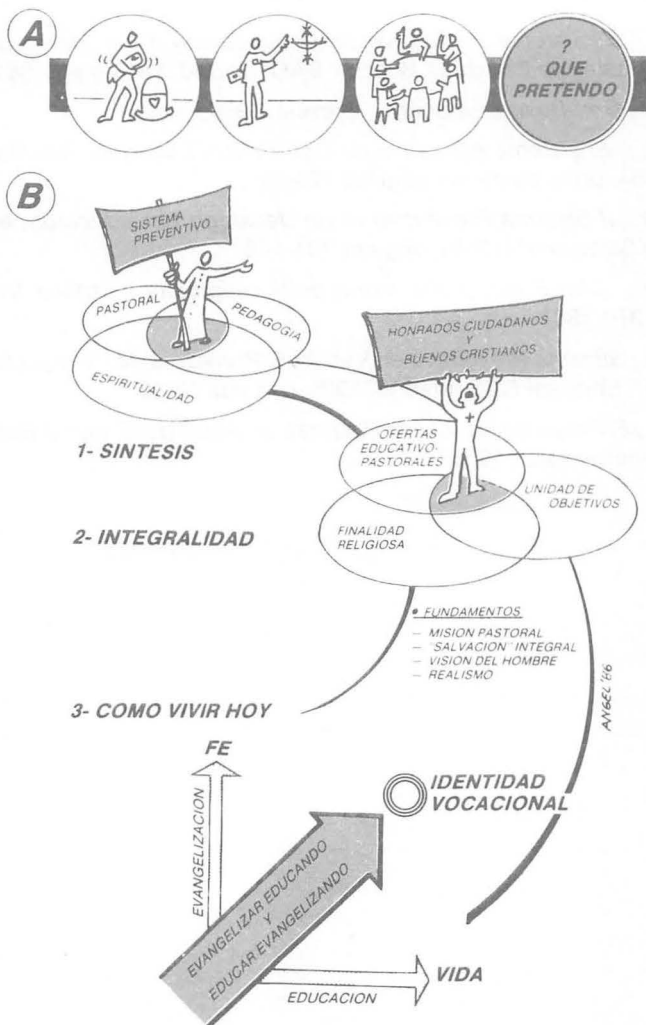 A
?
QUE
PRETENDO
B
SISTEMA
PREVENTIVO
PASTORAL
PEDAGOGIA
ESPIRITUALIDAD
HONRADOS CIUDADANOS
Y
BUENOS CRISTIANOS
1- SINTESIS
OFERTAS
EDUCATIVO-
PASTORALES
UNIDAD DE
OBJETIVOS
2- INTEGRALIDAD
FINALIDAD
RELIGIOSA
• FUNDAMENTOS
– MISION PASTORAL
– "SALVACION" INTEGRAL
– VISION DEL HOMBRE
– REALISMO
ANGEL '86
3- COMO VIVIR HOY
FE
EVANGELIZACION
IDENTIDAD
VOCACIONAL
EVANGELIZAR EDUCANDO
Y
EDUCAR EVANGELIZANDO
VIDA
EDUCACION